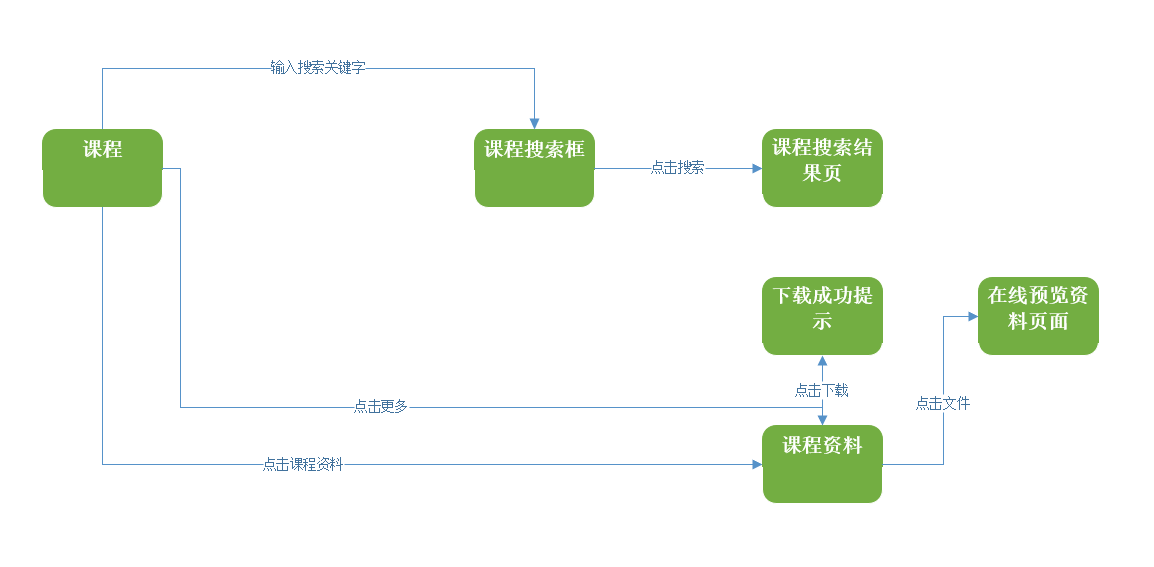 输入搜索关键字
课程
课程搜索框
点击搜索
课程搜索结
果页
下载成功提
示
在线预览资
料页面
点击下载
点击更多
点击文件
课程资料
点击课程资料